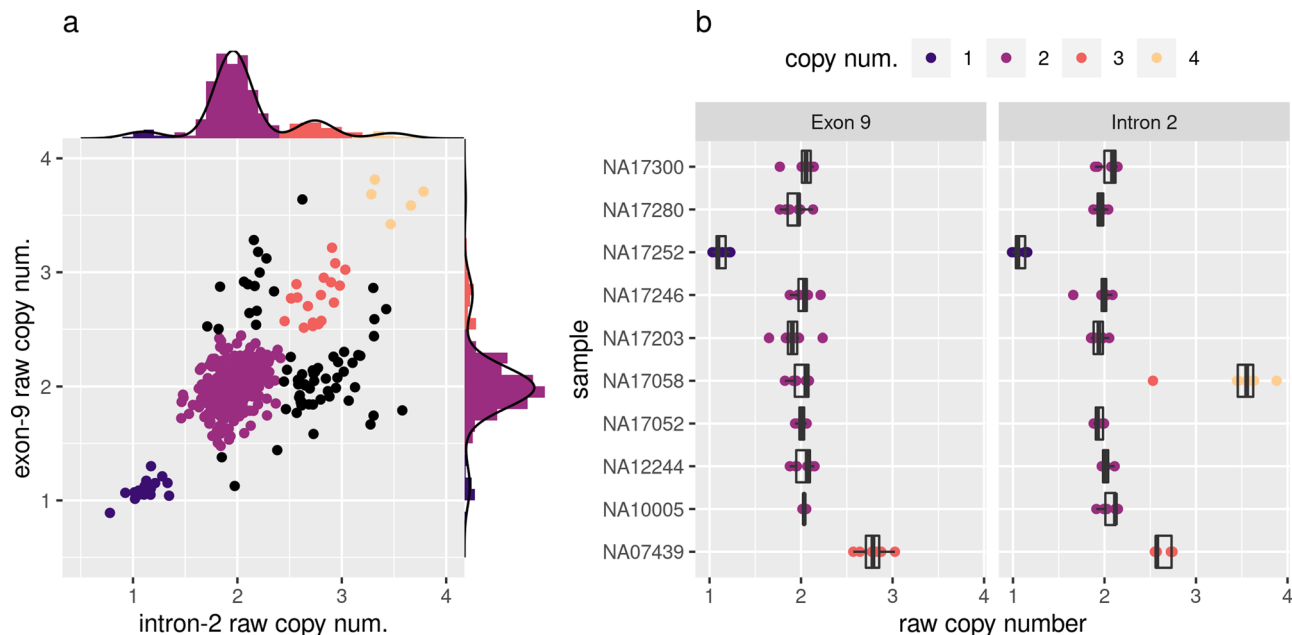 a
4
3
2
1
exon-9 raw copy num.
1 2 3 4
intron-2 raw copy num.
b
copy num. 1 2 3 4
Exon 9 Intron 2
NA17300
NA17280
NA17252
NA17246
NA17203
NA17058
NA17052
NA12244
NA10005
NA07439
sample
1 2 3 4 1 2 3 4
raw copy number